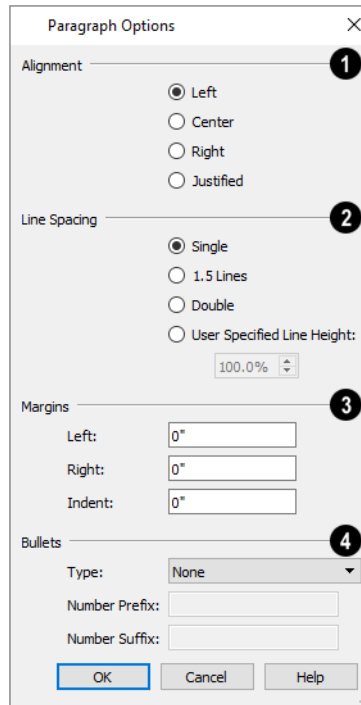 Paragraph Options
Alignment 1
Left
Center
Right
Justified
Line Spacing 2
Single
1.5 Lines
Double
User Specified Line Height:
100.0%
Margins 3
Left: 0"
Right: 0"
Indent: 0"
Bullets 4
Type: None
Number Prefix:
Number Suffix:
OK Cancel Help